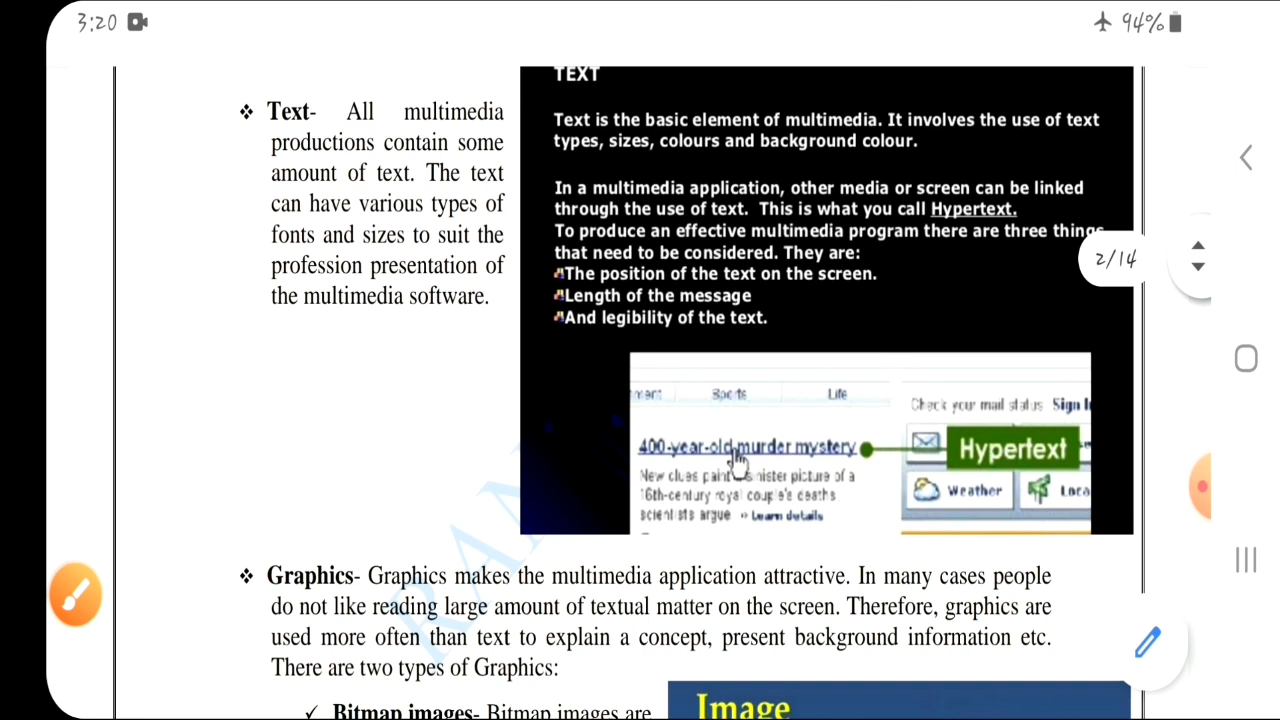 3:20
94%
❖ Text- All multimedia
productions contain some
amount of text. The text
can have various types of
fonts and sizes to suit the
profession presentation of
the multimedia software.
TEXT
Text is the basic element of multimedia. It involves the use of text
types, sizes, colours and background colour.
In a multimedia application, other media or screen can be linked
through the use of text. This is what you call Hypertext.
To produce an effective multimedia program there are three things
that need to be considered. They are:
The position of the text on the screen.
Length of the message
And legibility of the text.
2/14
Sports Life
400-year-old murder mystery
New clues paint sinister picture of a
16th-century royal couple's deaths
scientists argue » Learn details
Check your mail status Sign In
Hypertext
Weather
❖ Graphics- Graphics makes the multimedia application attractive. In many cases people
do not like reading large amount of textual matter on the screen. Therefore, graphics are
used more often than text to explain a concept, present background information etc.
There are two types of Graphics:
✓ Bitmap images- Bitmap images are
Image